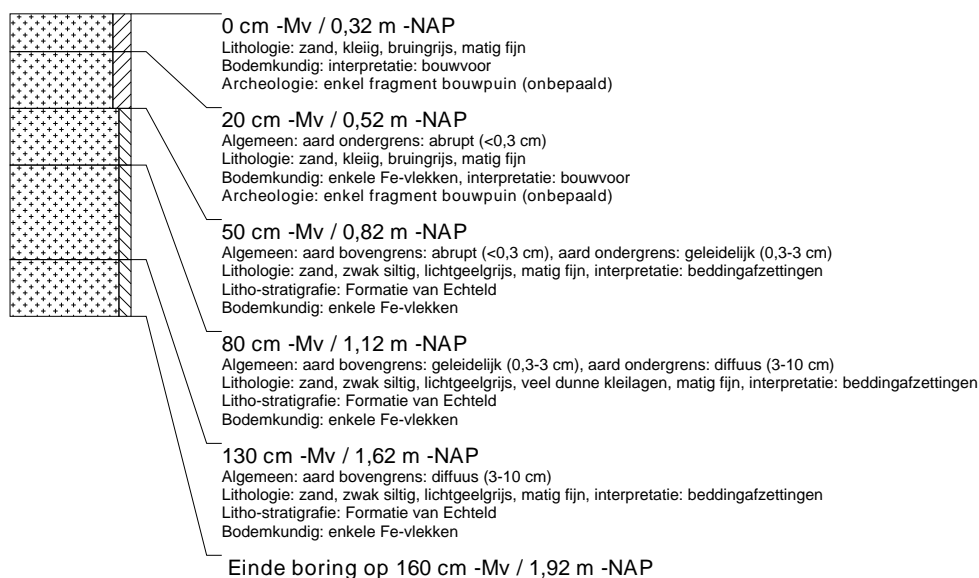 0 cm -Mv / 0,32 m -NAP
Lithologie: zand, kleiig, bruingrijs, matig fijn
Bodemkundig: interpretatie: bouwvoor
Archeologie: enkel fragment bouwpuin (onbepaald)
20 cm -Mv / 0,52 m -NAP
Algemeen: aard ondergrens: abrupt (<0,3 cm)
Lithologie: zand, kleiig, bruingrijs, matig fijn
Bodemkundig: enkele Fe-vlekken, interpretatie: bouwvoor
Archeologie: enkel fragment bouwpuin (onbepaald)
50 cm -Mv / 0,82 m -NAP
Algemeen: aard bovengrens: abrupt (<0,3 cm), aard ondergrens: geleidelijk (0,3-3 cm)
Lithologie: zand, zwak siltig, lichtgeelgrijs, matig fijn, interpretatie: beddingafzettingen
Litho-stratigrafie: Formatie van Echteld
Bodemkundig: enkele Fe-vlekken
80 cm -Mv / 1,12 m -NAP
Algemeen: aard bovengrens: geleidelijk (0,3-3 cm), aard ondergrens: diffuus (3-10 cm)
Lithologie: zand, zwak siltig, lichtgeelgrijs, veel dunne kleilagen, matig fijn, interpretatie: beddingafzettingen
Litho-stratigrafie: Formatie van Echteld
Bodemkundig: enkele Fe-vlekken
130 cm -Mv / 1,62 m -NAP
Algemeen: aard bovengrens: diffuus (3-10 cm)
Lithologie: zand, zwak siltig, lichtgeelgrijs, matig fijn, interpretatie: beddingafzettingen
Litho-stratigrafie: Formatie van Echteld
Bodemkundig: enkele Fe-vlekken
Einde boring op 160 cm -Mv / 1,92 m -NAP